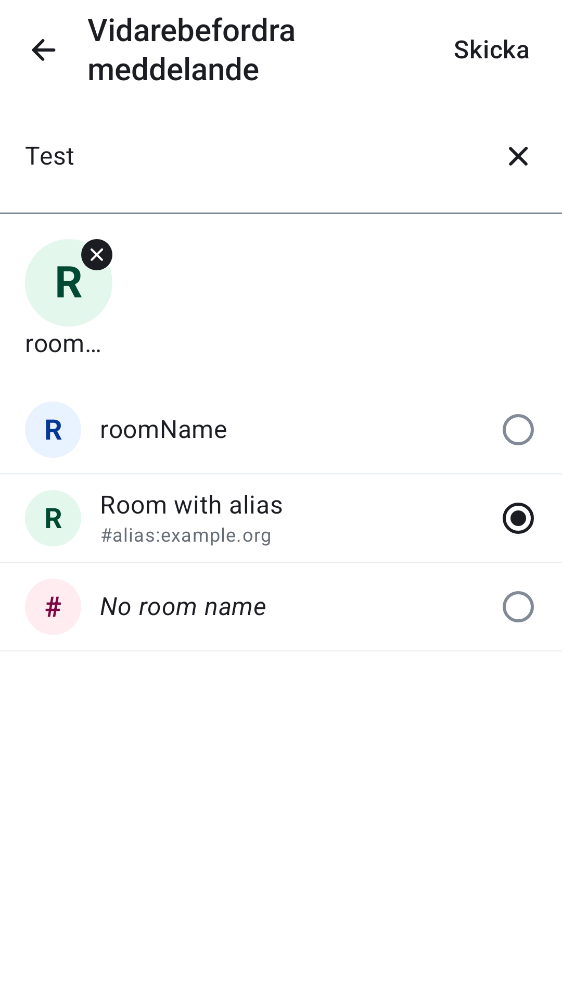 Vidarebefordra
meddelande
Skicka
Test
R
room…
R
roomName
R
Room with alias
#alias:example.org
#
No room name